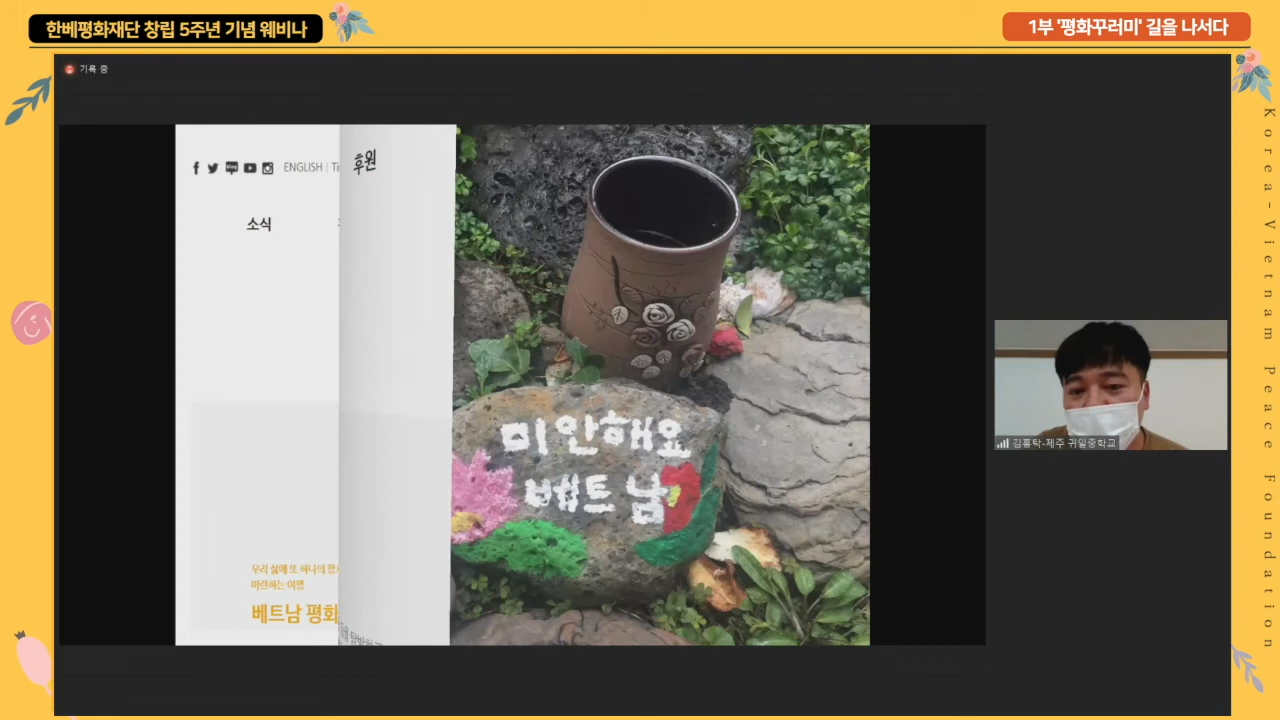 한베평화재단 창립 5주년 기념 웨비나
1부 '평화꾸러미' 길을 나서다
기록 중
ENGLISH
후원
소식
미안해요
베트남
우리 삶에 또 하나의
마련하는 여행
베트남 평화
김홍탁-제주 귀일중학교
Korea-Vietnam Peace Foundation